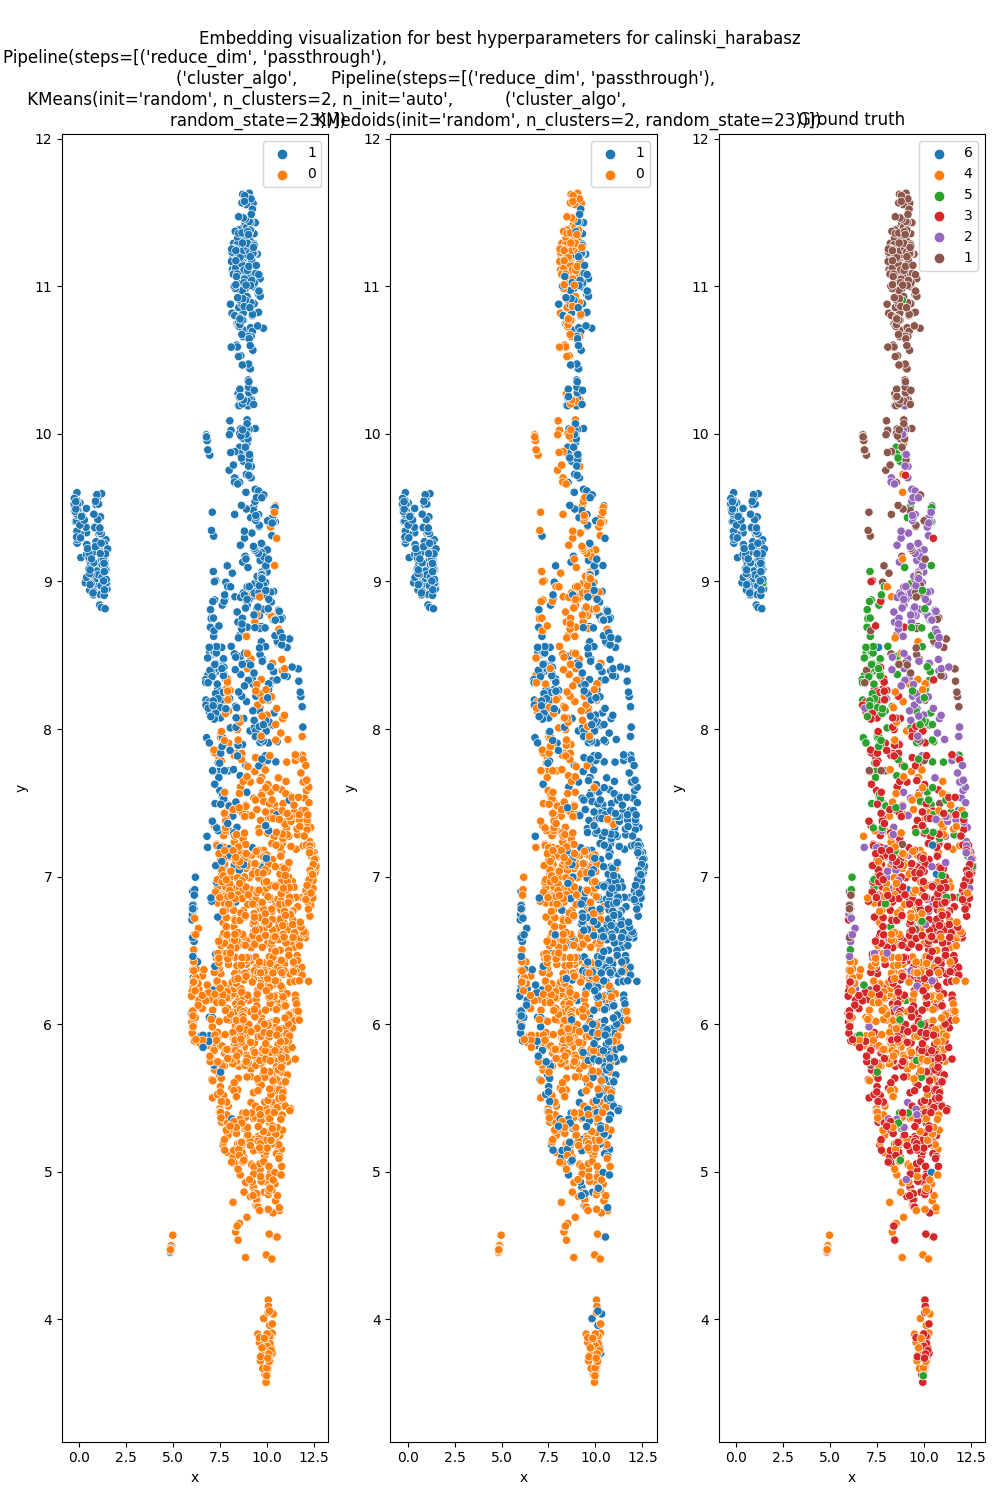 Embedding visualization for best hyperparameters for calinski_harabasz
Pipeline(steps=[('reduce_dim', 'passthrough'),
('cluster_algo',
KMeans(init='random', n_clusters=2, n_init='auto',
random_state=23))])
Pipeline(steps=[('reduce_dim', 'passthrough'),
('cluster_algo',
KMedoids(init='random', n_clusters=2, random_state=23))])
Ground truth
12
11
10
9
8
7
6
5
4
y
0.0 2.5 5.0 7.5 10.0 12.5
x
1
0
12
11
10
9
8
7
6
5
4
y
0.0 2.5 5.0 7.5 10.0 12.5
x
1
0
12
11
10
9
8
7
6
5
4
y
0.0 2.5 5.0 7.5 10.0 12.5
x
6
4
5
3
2
1